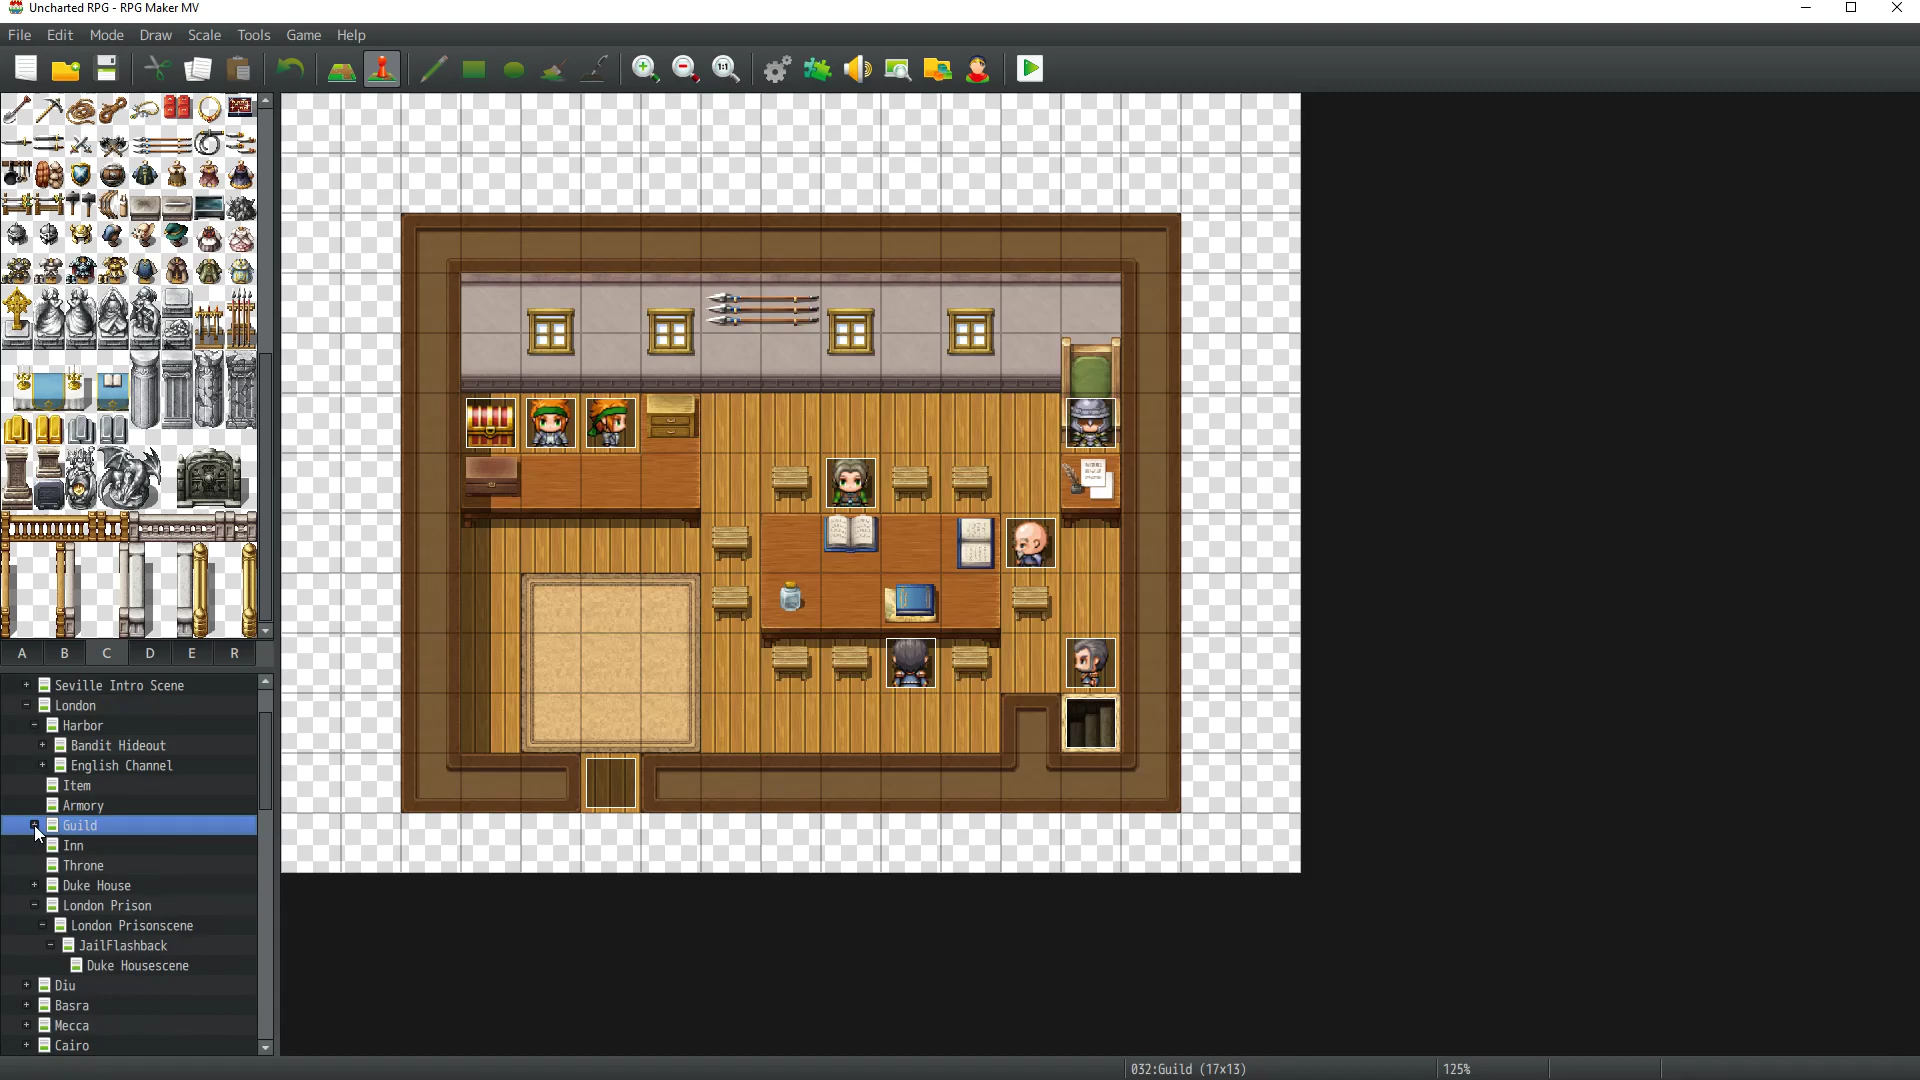 Uncharted RPG - RPG Maker MV
File Edit Mode Draw Scale Tools Game Help
1:1
A B C D E R
Seville Intro Scene
London
Harbor
Bandit Hideout
English Channel
Item
Armory
Guild
Inn
Throne
Duke House
London Prison
London Prisonscene
JailFlashback
Duke Housescene
Diu
Basra
Mecca
Cairo
032:Guild (17x13) 125%